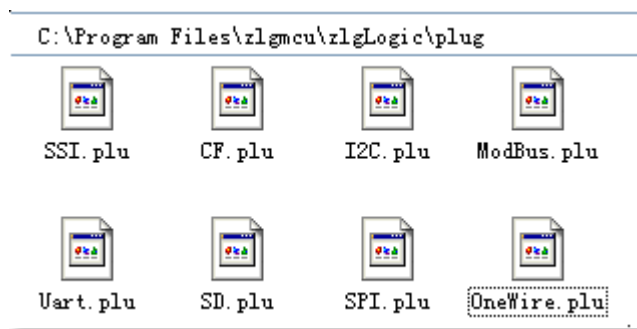 C:\Program Files\zlgmcu\zlgLogic\plug
SSI.plu CF.plu I2C.plu ModBus.plu
Uart.plu SD.plu SPI.plu OneWire.plu